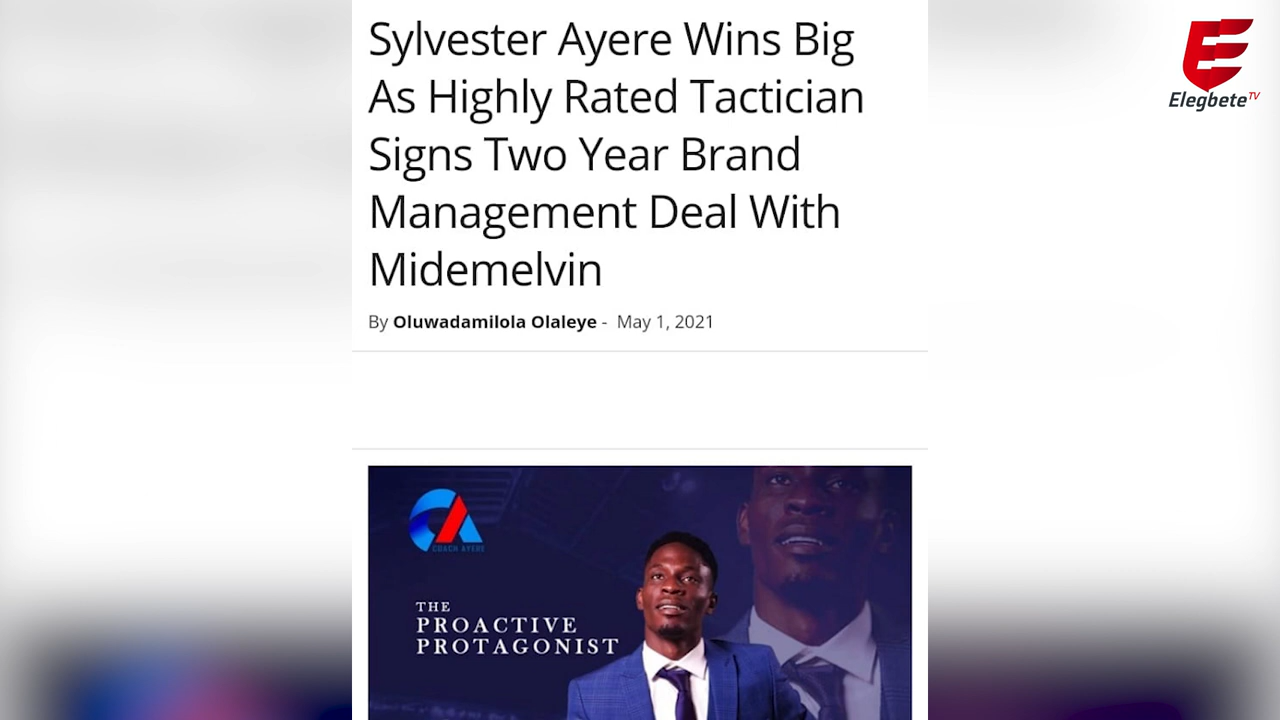 Sylvester Ayere Wins Big
As Highly Rated Tactician
Signs Two Year Brand
Management Deal With
Midemelvin
By Oluwadamilola Olaleye - May 1, 2021
Elegbete TV
COACH AYERE
THE
PROACTIVE
PROTAGONIST